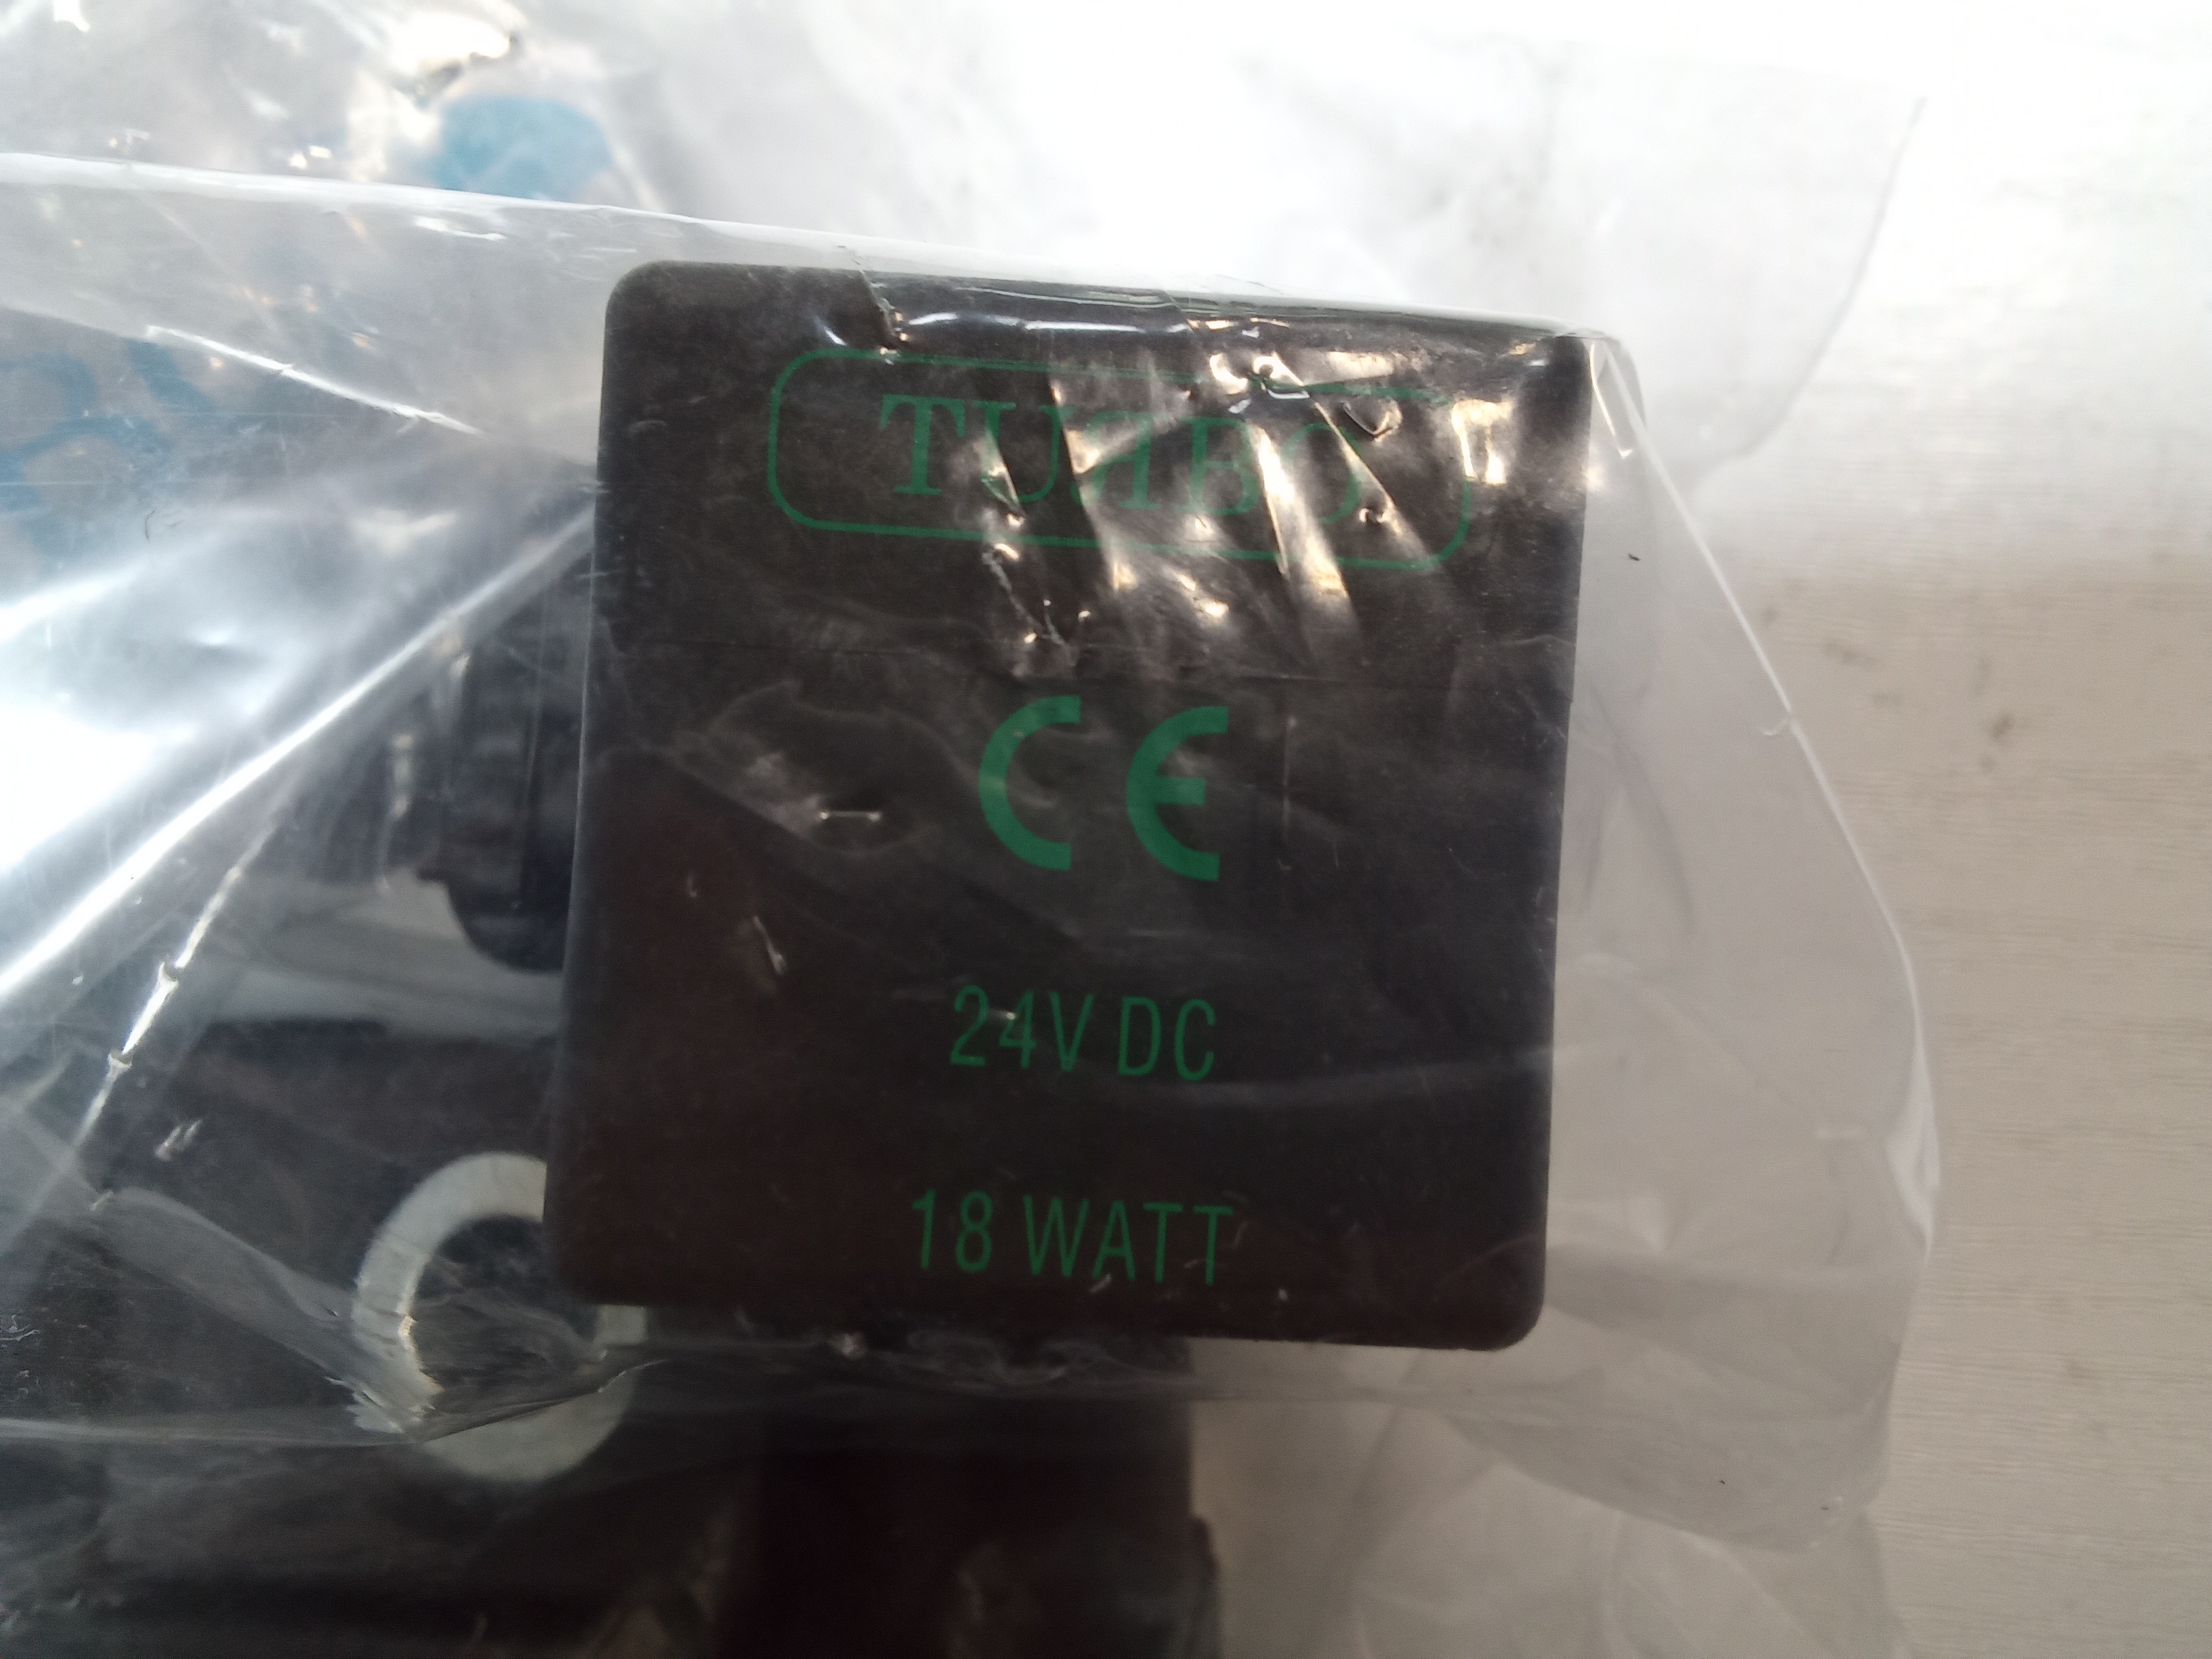 TURBO
CE
24V DC
18 WATT